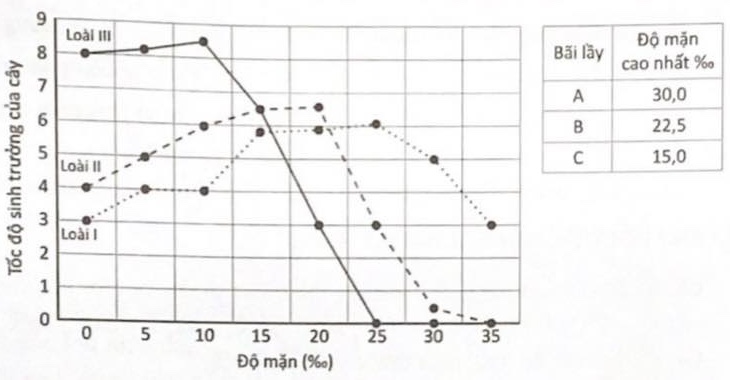 9
8
7
6
5
4
3
2
1
0
Tốc độ sinh trưởng của cây
Loài III
Loài II
Loài I
0 5 10 15 20 25 30 35
Độ mặn (‰)
Bãi lầy Độ mặn cao nhất ‰
A 30,0
B 22,5
C 15,0